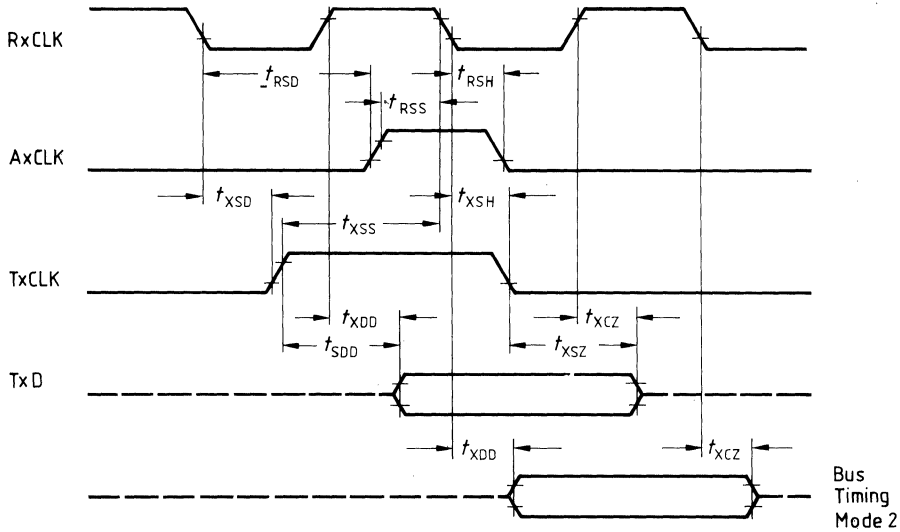 RxCLK
tRSD
tRSH
tRSS
AxCLK
tXSD
tXSH
tXSS
TxCLK
tXDD
tXCZ
tSDD
tXSZ
TxD
tXDD
tXCZ
Bus
Timing
Mode 2